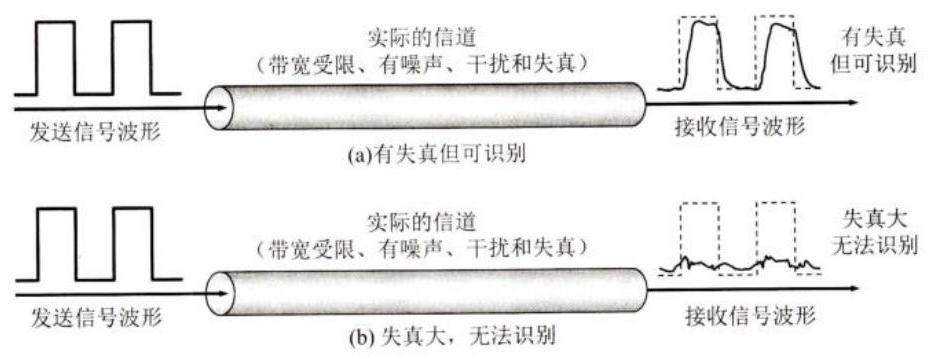 实际的信道
（带宽受限、有噪声、干扰和失真）
有失真
但可识别
发送信号波形
接收信号波形
(a)有失真但可识别
实际的信道
（带宽受限、有噪声、干扰和失真）
失真大
无法识别
发送信号波形
接收信号波形
(b) 失真大，无法识别